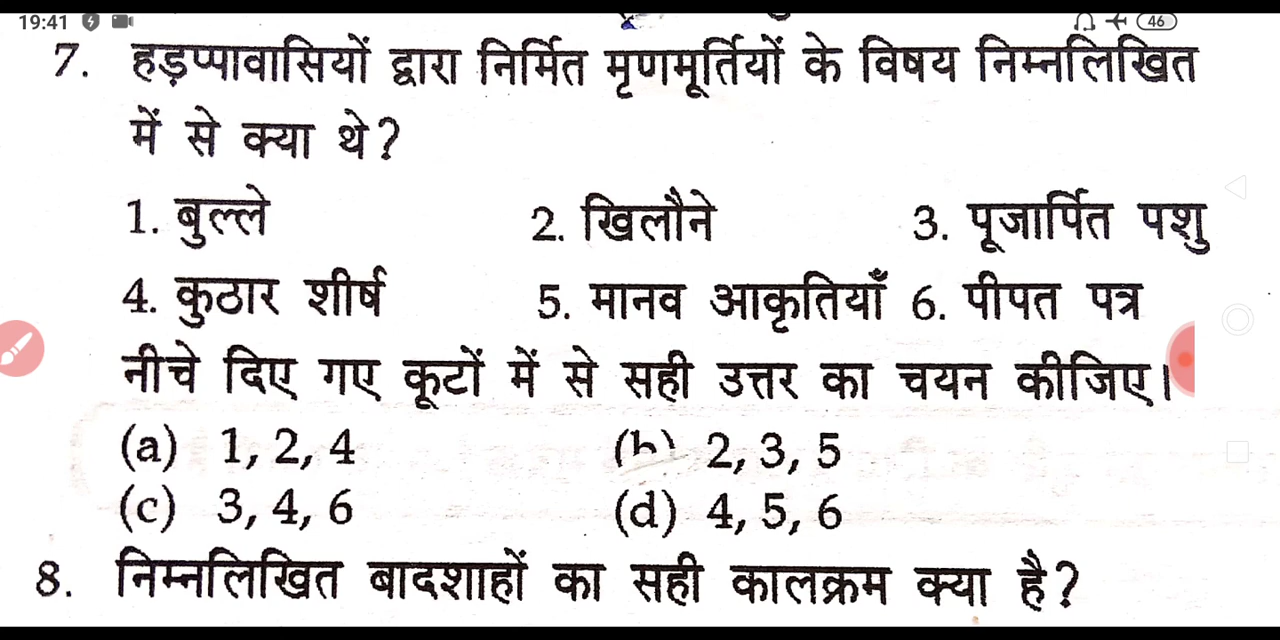 19:41 46
7. हड़प्पावासियों द्वारा निर्मित मृणमूर्तियों के विषय निम्नलिखित
में से क्या थे?
1. बुल्ले 2. खिलौने 3. पूजार्पित पशु
4. कुठार शीर्ष 5. मानव आकृतियाँ 6. पीपत पत्र
नीचे दिए गए कूटों में से सही उत्तर का चयन कीजिए।
(a) 1, 2, 4 (b) 2, 3, 5
(c) 3, 4, 6 (d) 4, 5, 6
8. निम्नलिखित बादशाहों का सही कालक्रम क्या है?